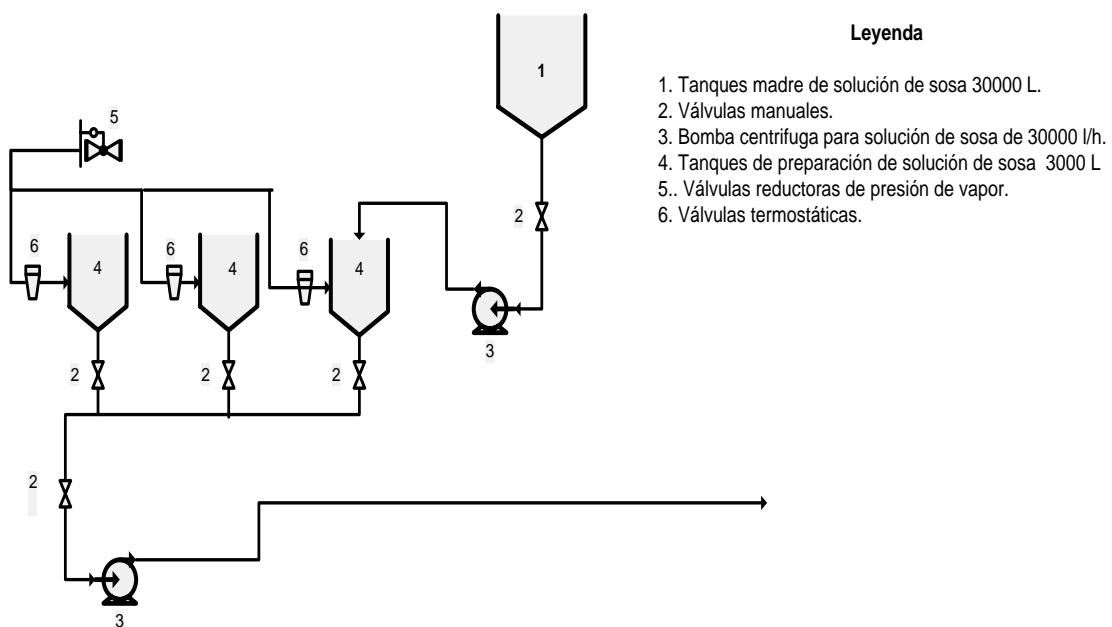 Leyenda
1. Tanques madre de solución de sosa 30000 L.
2. Válvulas manuales.
3. Bomba centrifuga para solución de sosa de 30000 l/h.
4. Tanques de preparación de solución de sosa 3000 L
5.. Válvulas reductoras de presión de vapor.
6. Válvulas termostáticas.
1
5
2
6
6
6
4
4
4
3
2
2
2
2
3